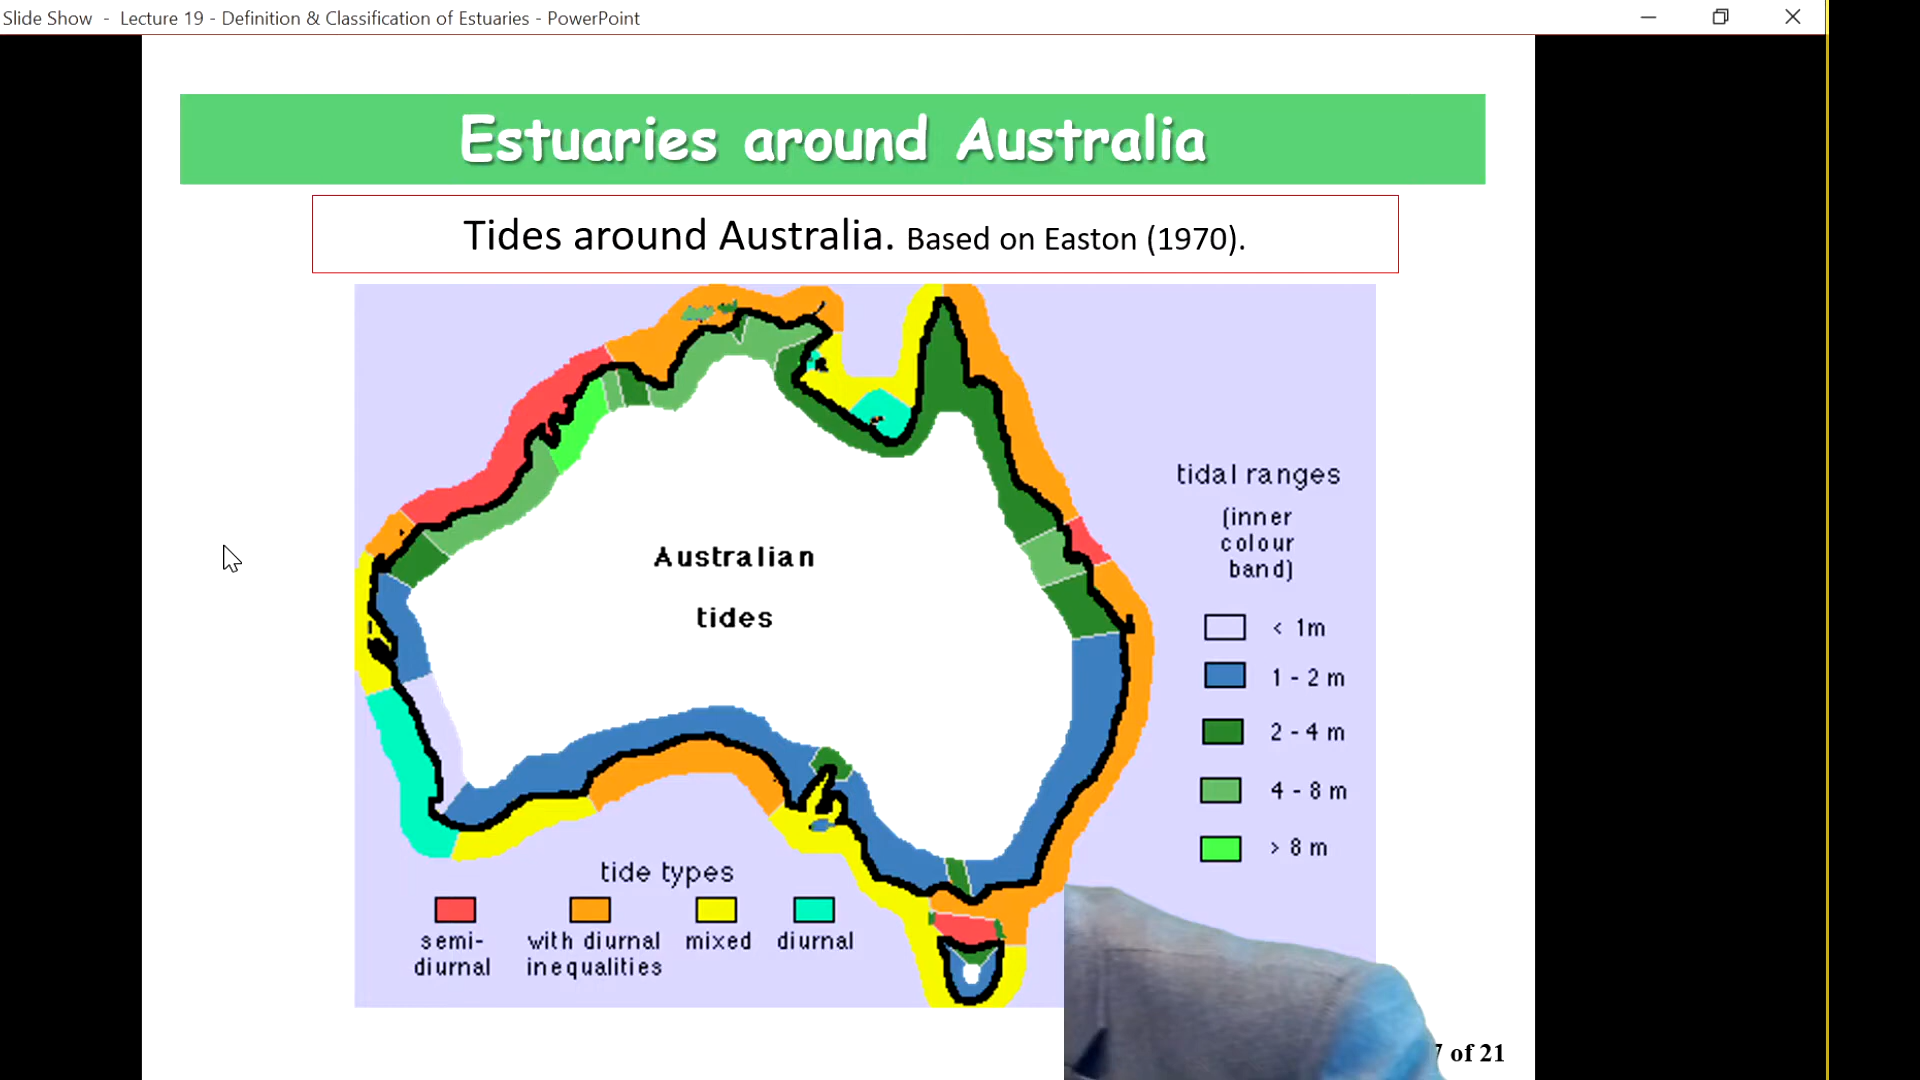 Slide Show - Lecture 19 - Definition & Classification of Estuaries - PowerPoint
Estuaries around Australia
Tides around Australia. Based on Easton (1970).
Australian
tides
tidal ranges
(inner
colour
band)
< 1m
1 - 2 m
2 - 4 m
4 - 8 m
> 8 m
tide types
semi-
diurnal
with diurnal
inequalities
mixed
diurnal
of 21